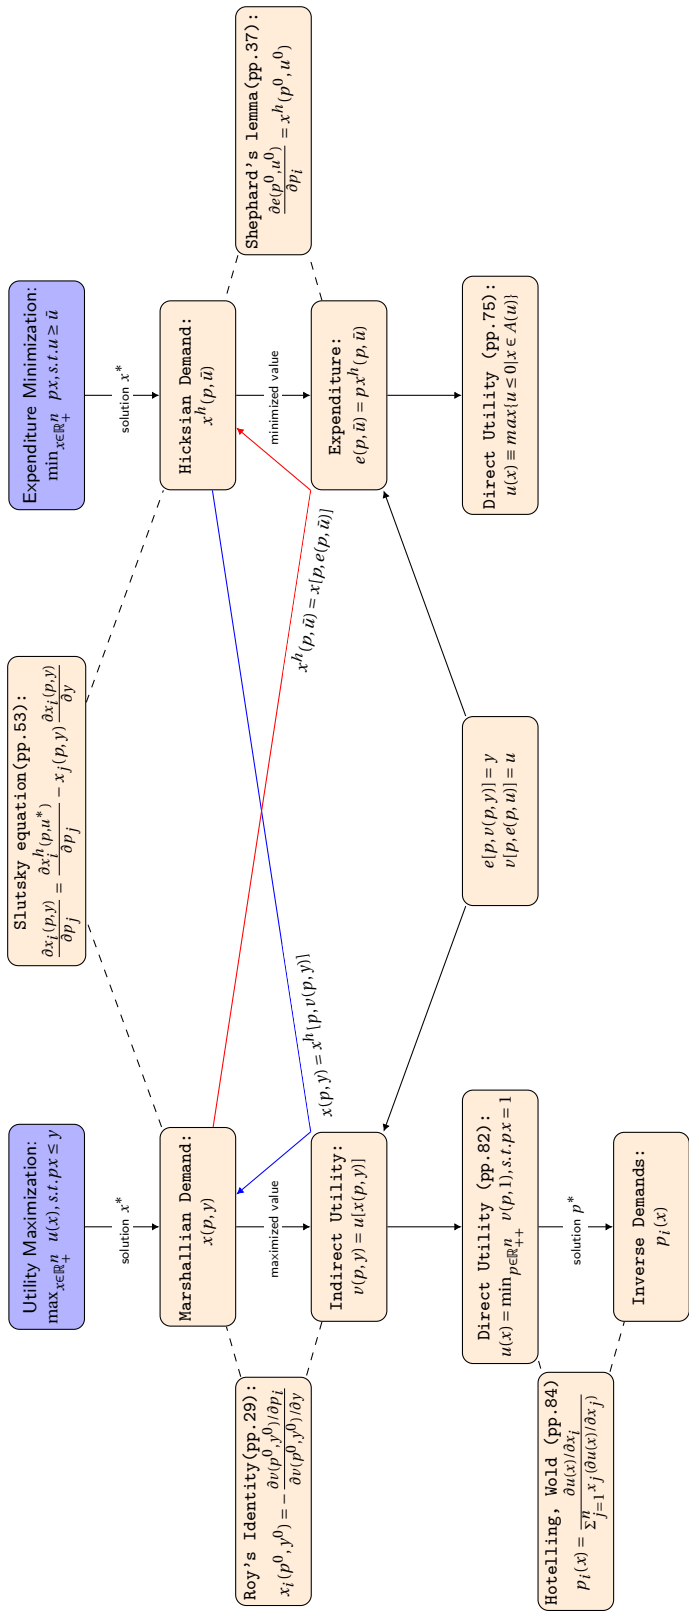 Utility Maximization:
max_{x∈ℝ^n_+} u(x), s.t. px ≤ y
Slutsky equation(pp.53):
∂x_i(p,y)/∂p_j = ∂x_i^h(p,u*)/∂p_j − x_j(p,y) ∂x_i(p,y)/∂y
Expenditure Minimization:
min_{x∈ℝ^n_+} px, s.t. u ≥ ū
solution x*
solution x*
Marshallian Demand:
x(p,y)
Hicksian Demand:
x^h(p,ū)
Roy's Identity(pp.29):
x_i(p^0,y^0) = − ∂v(p^0,y^0)/∂p_i / ∂v(p^0,y^0)/∂y
maximized value
minimized value
Shephard's lemma(pp.37):
∂e(p^0,u^0)/∂p_i = x^h(p^0,u^0)
x(p,y) = x^h[p,v(p,y)]
x^h(p,ū) = x[p,e(p,ū)]
Indirect Utility:
v(p,y) = u[x(p,y)]
Expenditure:
e(p,ū) = px^h(p,ū)
Direct Utility (pp.82):
u(x) = min_{p∈ℝ^n_++} v(p,1), s.t. px = 1
e[p,v(p,y)] = y
v[p,e(p,u)] = u
Direct Utility (pp.75):
u(x) ≡ max{u ≤ 0|x ∈ A(u)}
Hotelling, Wold (pp.84)
p_i(x) = ∂u(x)/∂x_i / Σ^n_{j=1} x_j(∂u(x)/∂x_j)
solution p*
Inverse Demands:
p_i(x)